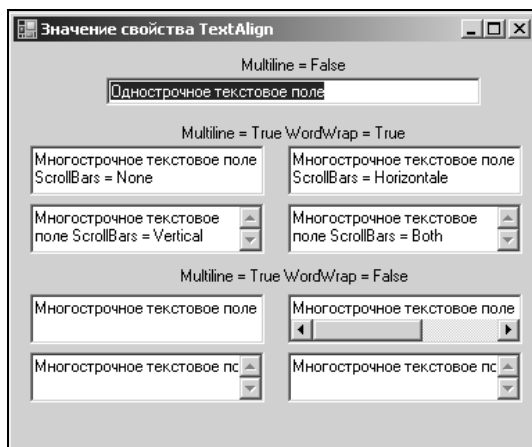 Значение свойства TextAlign
Multiline = False
Однострочное текстовое поле
Multiline = True WordWrap = True
Многострочное текстовое поле
ScrollBars = None
Многострочное текстовое поле
ScrollBars = Horizontale
Многострочное текстовое
поле ScrollBars = Vertical
Многострочное текстовое
поле ScrollBars = Both
Multiline = True WordWrap = False
Многострочное текстовое поле
Многострочное текстовое поле
Многострочное текстовое пс
Многострочное текстовое пс